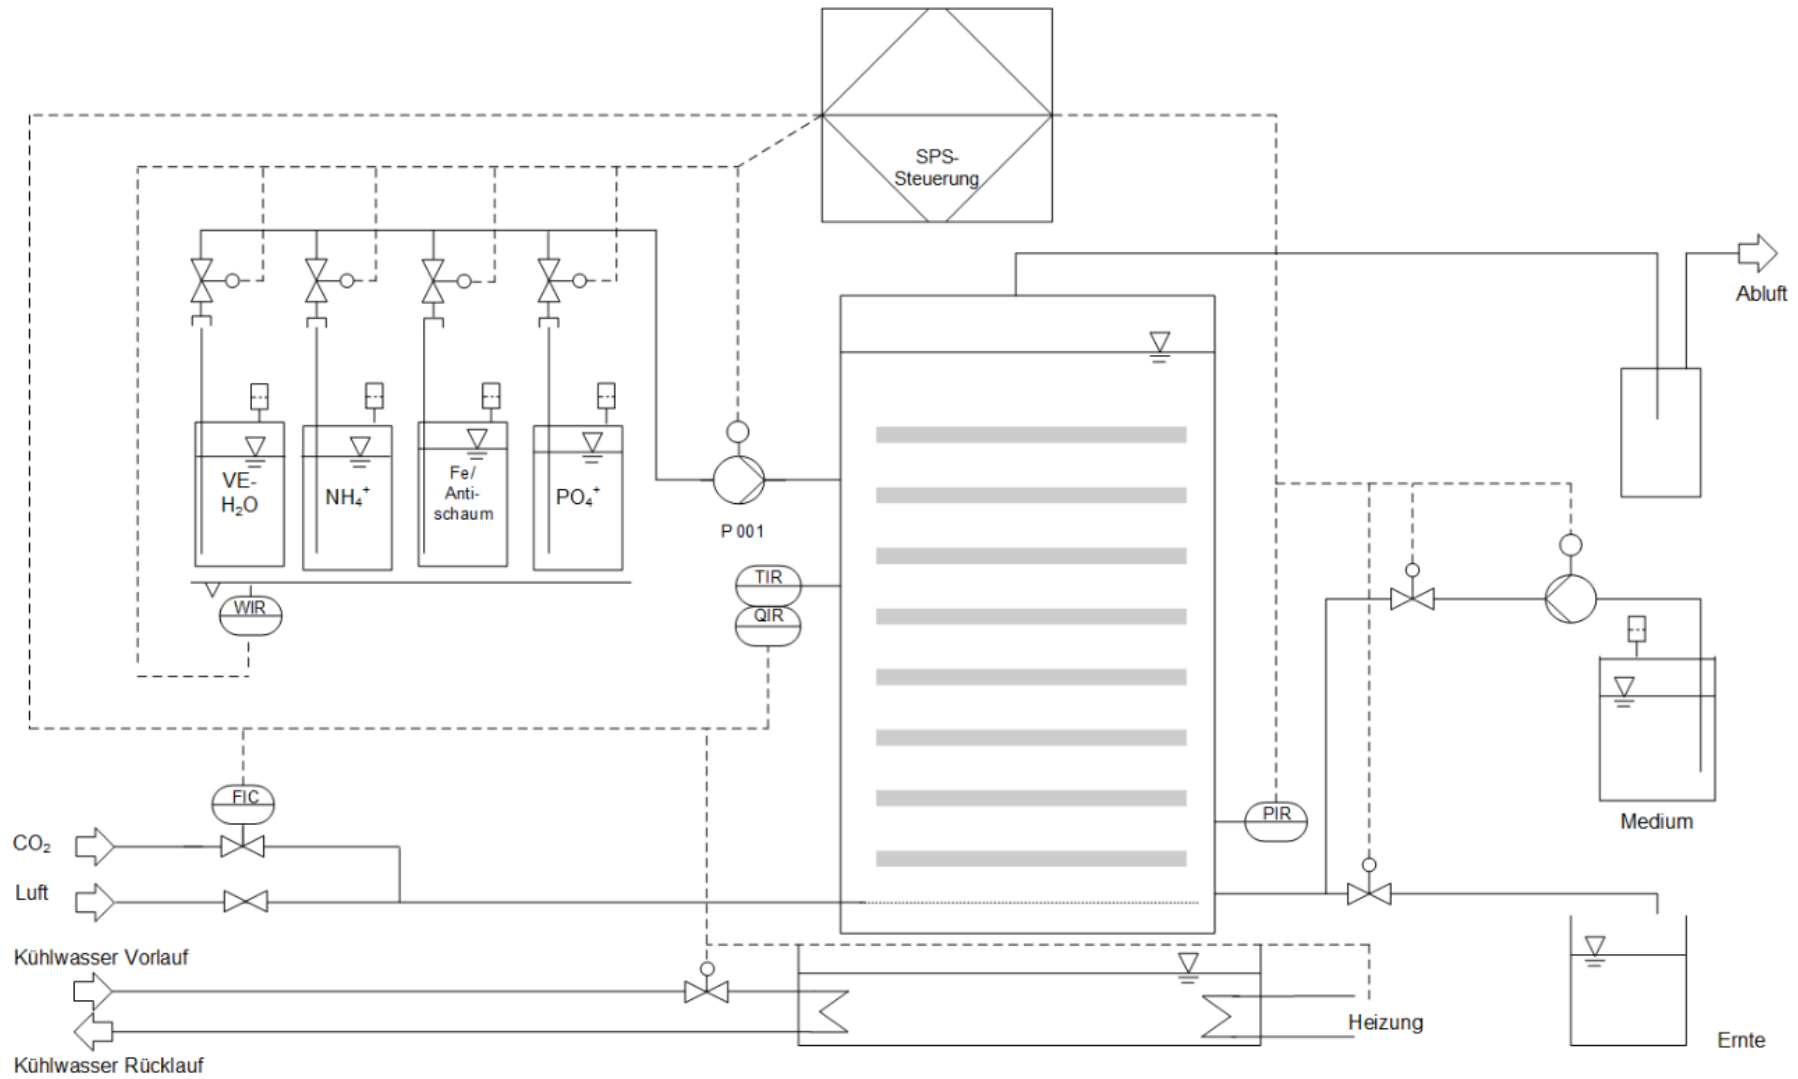 SPS-
Steuerung
Abluft
VE-
H₂O
NH₄⁺
Fe/
Anti-
schaum
PO₄⁺
P 001
TIR
QIR
WIR
FIC
PIR
Medium
CO₂
Luft
Kühlwasser Vorlauf
Heizung
Ernte
Kühlwasser Rücklauf